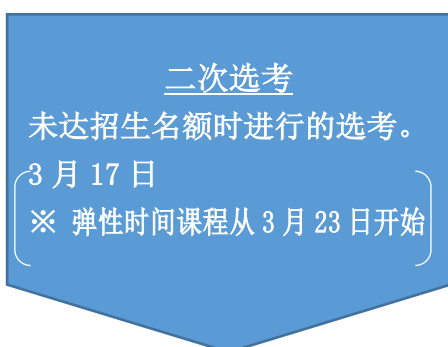 二次选考
未达招生名额时进行的选考。
3 月 17 日
※ 弹性时间课程从 3 月 23 日开始